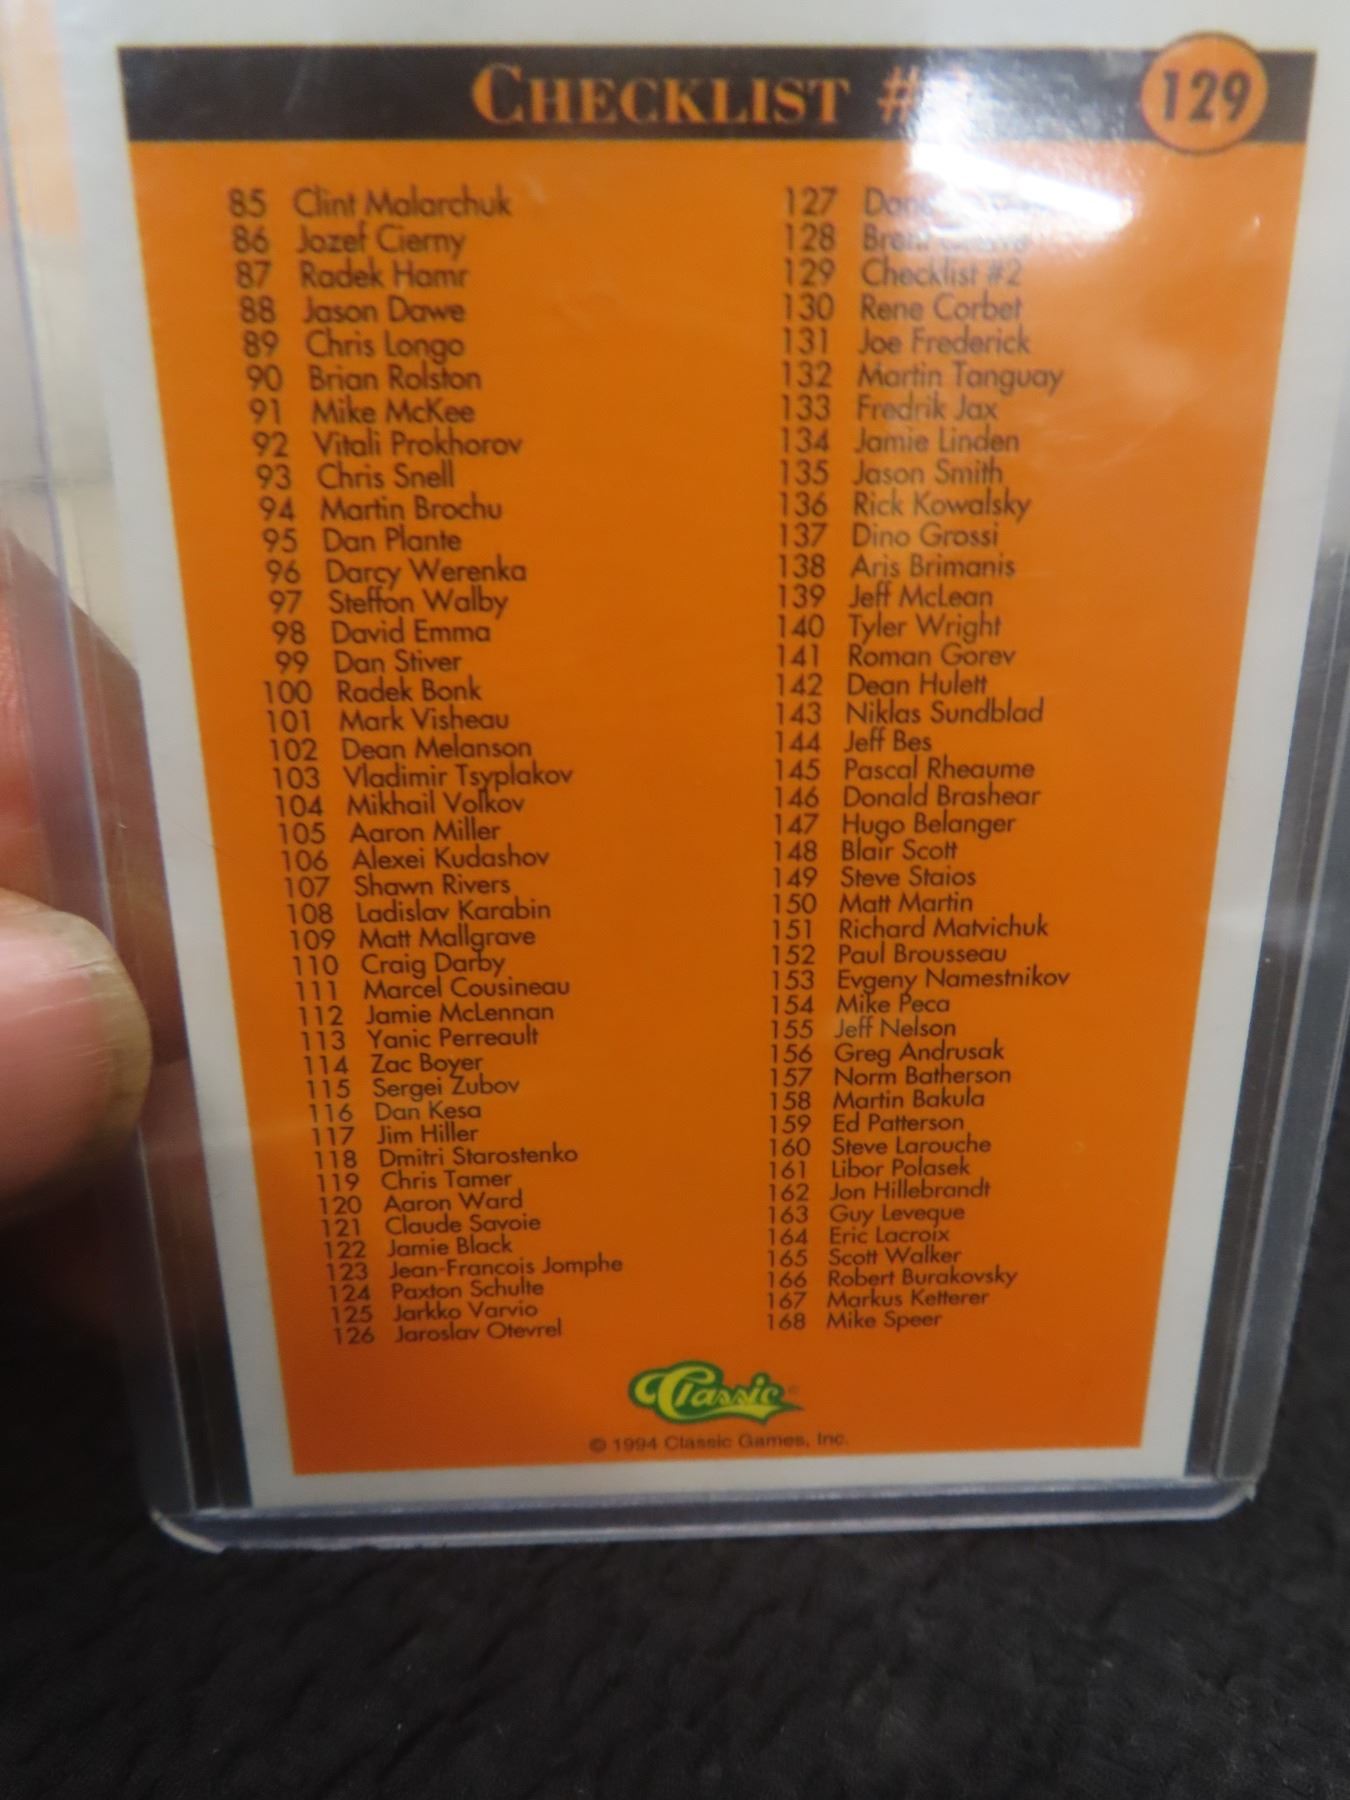 CHECKLIST
129
85 Clint Malarchuk
86 Jozef Cierny
87 Radek Hamr
88 Jason Dawe
89 Chris Longo
90 Brian Rolston
91 Mike McKee
92 Vitali Prokhorov
93 Chris Snell
94 Martin Brochu
95 Dan Plante
96 Darcy Werenka
97 Steffon Walby
98 David Emma
99 Dan Stiver
100 Radek Bonk
101 Mark Visheau
102 Dean Melanson
103 Vladimir Tsyplakov
104 Mikhail Volkov
105 Aaron Miller
106 Alexei Kudashov
107 Shawn Rivers
108 Ladislav Karabin
109 Matt Mallgrave
110 Craig Darby
111 Marcel Cousineau
112 Jamie McLennan
113 Yanic Perreault
114 Zac Boyer
115 Sergei Zubov
116 Dan Kesa
117 Jim Hiller
118 Dmitri Starostenko
119 Chris Tamer
120 Aaron Ward
121 Claude Savoie
122 Jamie Black
123 Jean-Francois Jomphe
124 Paxton Schulte
125 Jarkko Varvio
126 Jaroslav Otevrel
127
128
129 Checklist #2
130 Rene Corbet
131 Joe Frederick
132 Martin Tanguay
133 Fredrik Jax
134 Jamie Linden
135 Jason Smith
136 Rick Kowalsky
137 Dino Grossi
138 Aris Brimanis
139 Jeff McLean
140 Tyler Wright
141 Roman Gorev
142 Dean Hulett
143 Niklas Sundblad
144 Jeff Bes
145 Pascal Rheaume
146 Donald Brashear
147 Hugo Belanger
148 Blair Scott
149 Steve Staios
150 Matt Martin
151 Richard Matvichuk
152 Paul Brousseau
153 Evgeny Namestnikov
154 Mike Peca
155 Jeff Nelson
156 Greg Andrusak
157 Norm Batherson
158 Martin Bakula
159 Ed Patterson
160 Steve Larouche
161 Libor Polasek
162 Jon Hillebrandt
163 Guy Leveque
164 Eric Lacroix
165 Scott Walker
166 Robert Burakovsky
167 Markus Ketterer
168 Mike Speer
Classic®
© 1994 Classic Games, Inc.